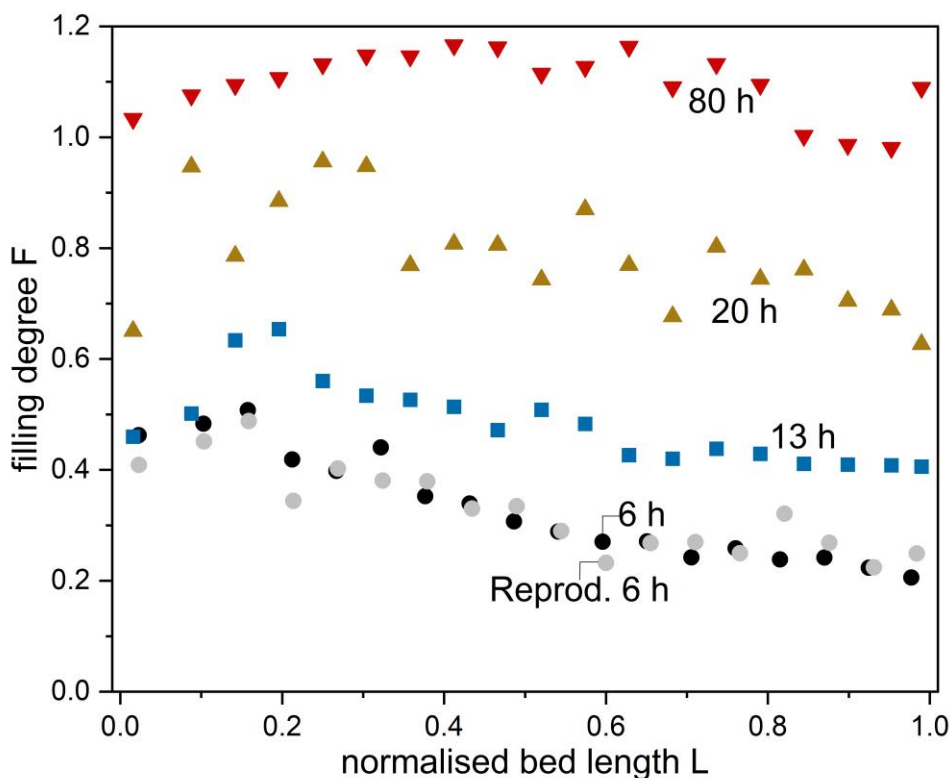 1.2
1.0
0.8
0.6
0.4
0.2
0.0
filling degree F
80 h
20 h
13 h
6 h
Reprod. 6 h
0.0 0.2 0.4 0.6 0.8 1.0
normalised bed length L